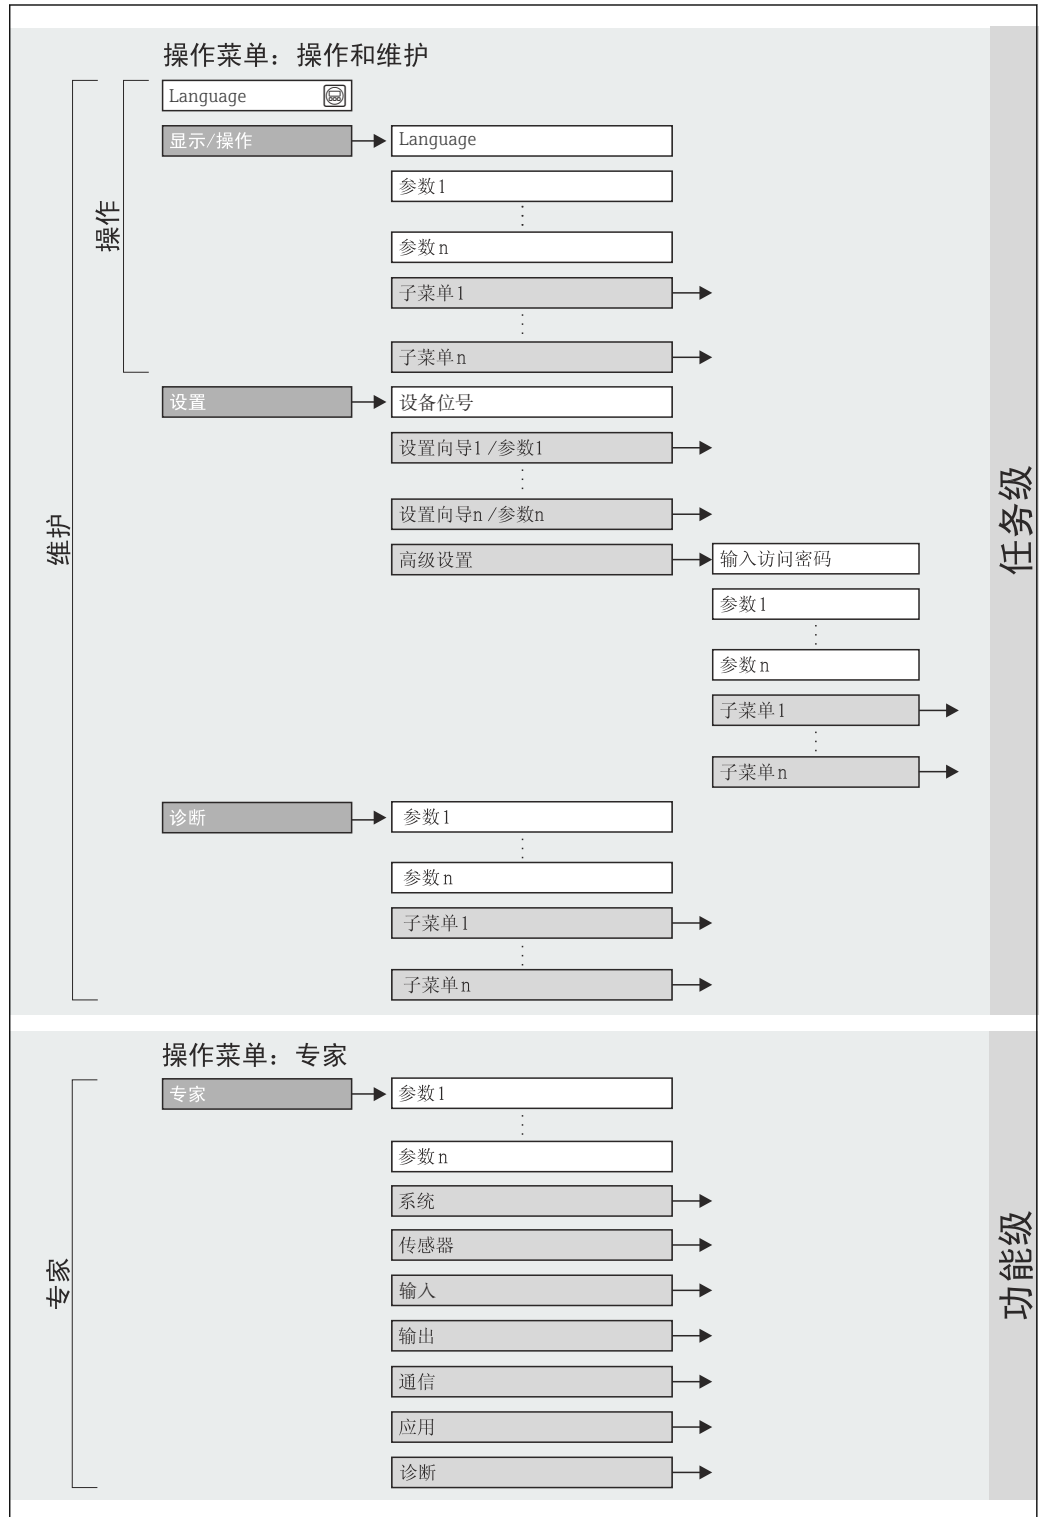 操作菜单：操作和维护
Language
显示/操作
Language
参数1
参数n
子菜单1
子菜单n
操作
设置
设备位号
设置向导1 /参数1
设置向导n /参数n
高级设置
输入访问密码
参数1
参数n
子菜单1
子菜单n
维护
任务级
诊断
参数1
参数n
子菜单1
子菜单n
操作菜单：专家
专家
参数1
参数n
系统
传感器
输入
输出
通信
应用
诊断
专家
功能级